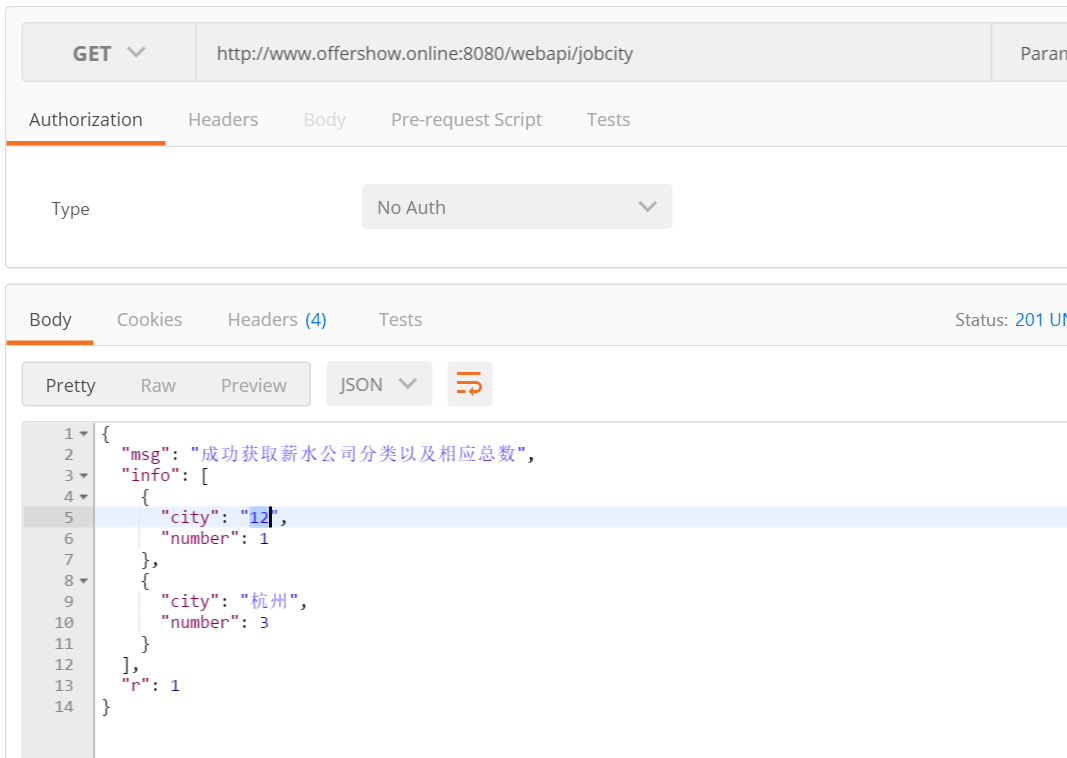 GET http://www.offershow.online:8080/webapi/jobcity Param
Authorization Headers Body Pre-request Script Tests
Type No Auth
Body Cookies Headers (4) Tests Status: 201 UN
Pretty Raw Preview JSON
1 {
2 "msg": "成功获取薪水公司分类以及相应总数",
3 "info": [
4 {
5 "city": "12",
6 "number": 1
7 },
8 {
9 "city": "杭州",
10 "number": 3
11 }
12 ],
13 "r": 1
14 }